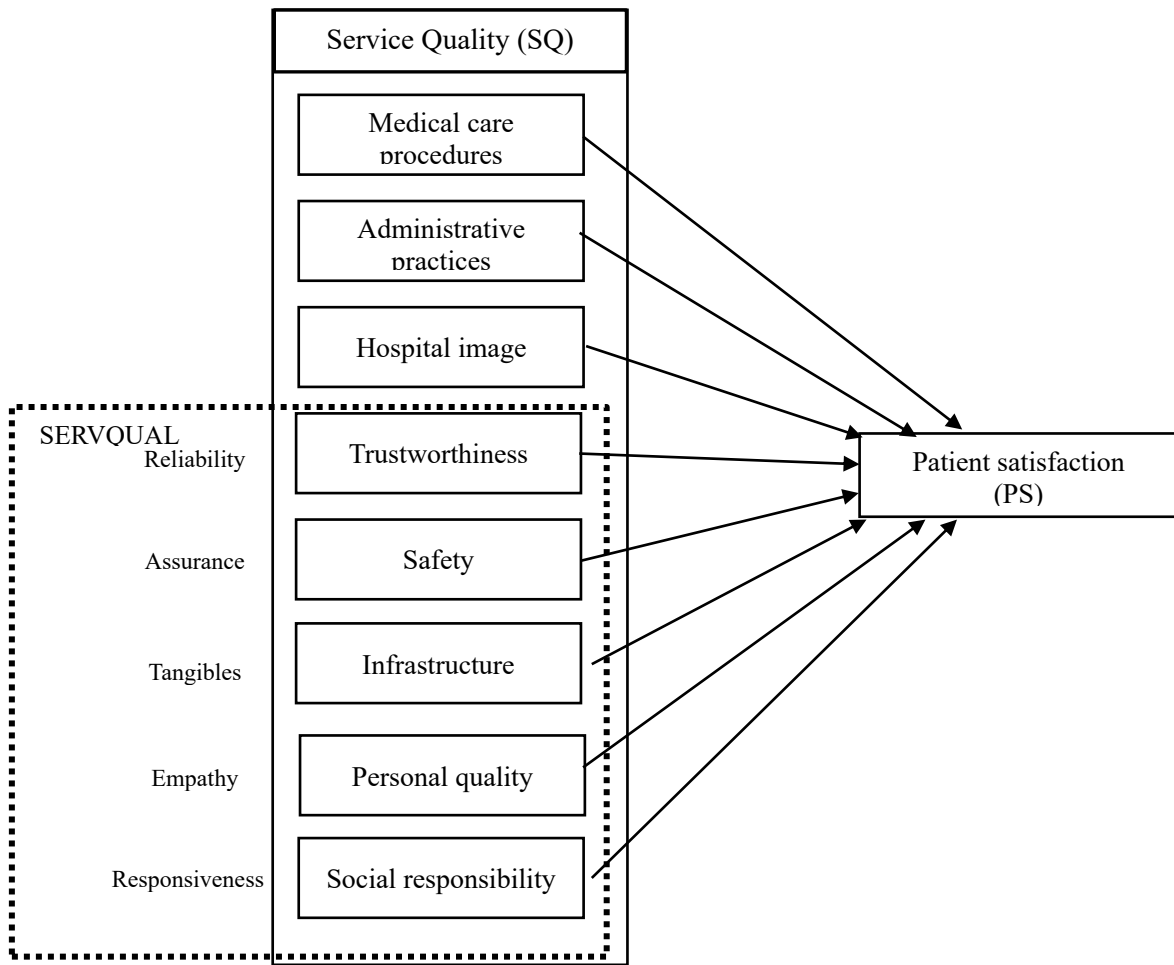 Service Quality (SQ)
Medical care
procedures
Administrative
practices
Hospital image
SERVQUAL
Reliability
Trustworthiness
Patient satisfaction
(PS)
Assurance
Safety
Tangibles
Infrastructure
Empathy
Personal quality
Responsiveness
Social responsibility